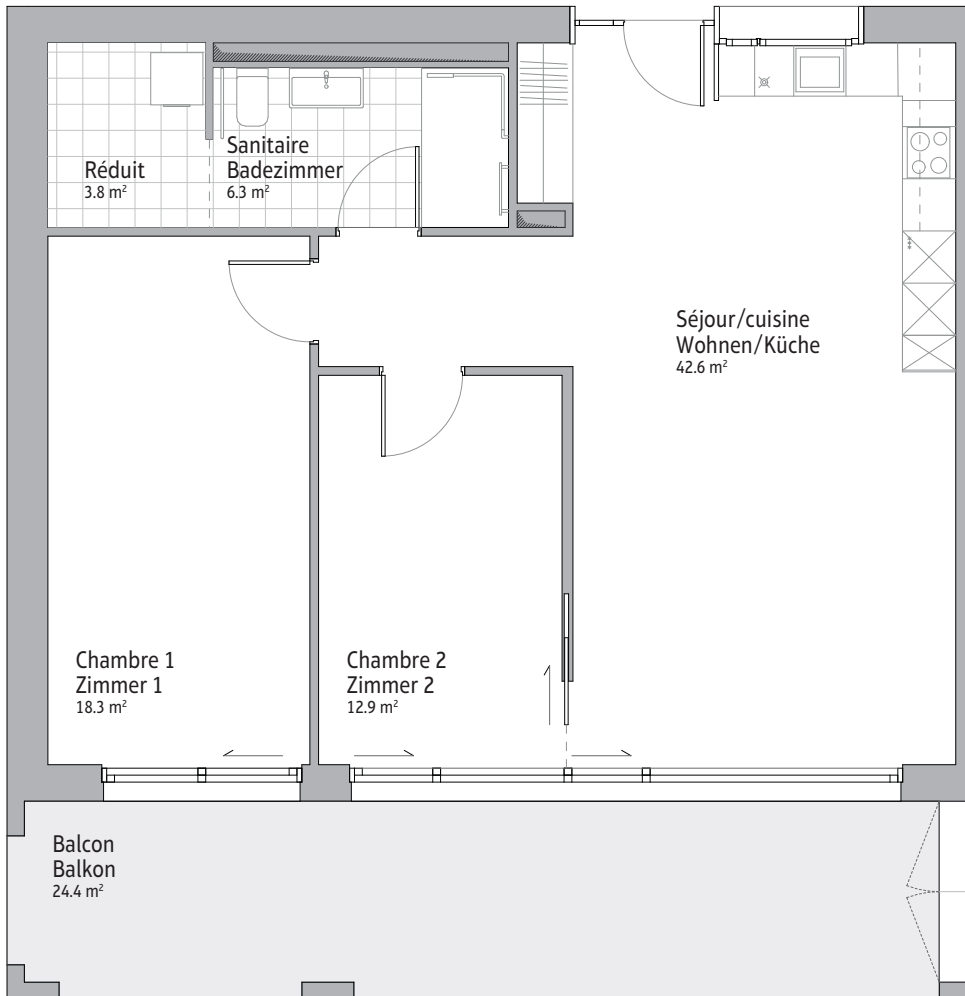 Réduit
3.8 m²
Sanitaire
Badezimmer
6.3 m²
Séjour/cuisine
Wohnen/Küche
42.6 m²
Chambre 1
Zimmer 1
18.3 m²
Chambre 2
Zimmer 2
12.9 m²
Balcon
Balkon
24.4 m²